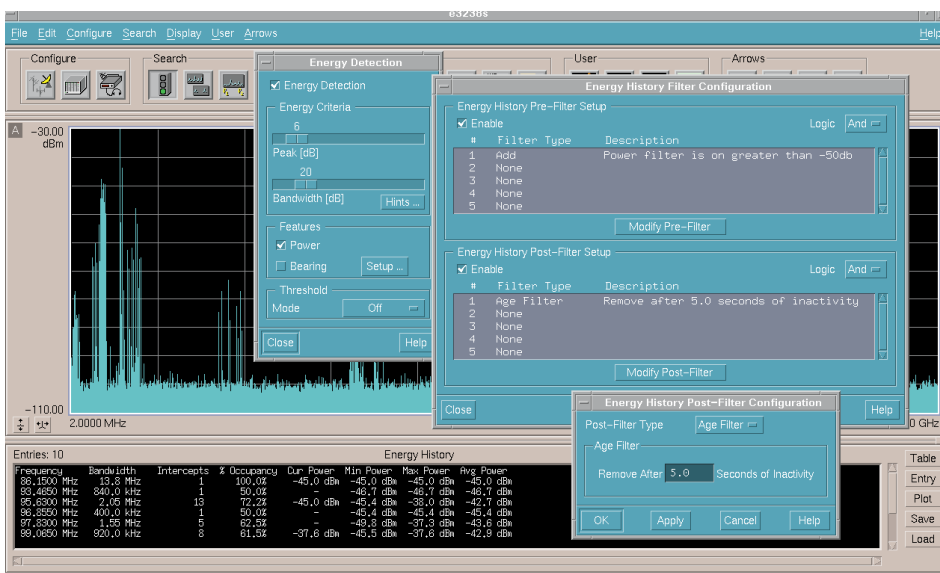 e3238s
File Edit Configure Search Display User Arrows Help
Configure Search User Arrows
A -30.00
dBm
-110.00
2.0000 MHz
0 GHz
Energy Detection
Energy Detection
Energy Criteria
6
Peak [dB]
20
Bandwidth [dB] Hints ...
Features
Power
Bearing Setup ...
Threshold
Mode Off
Close Help
Energy History Filter Configuration
Energy History Pre-Filter Setup
Enable Logic And
# Filter Type Description
1 Add Power filter is on greater than -50db
2 None
3 None
4 None
5 None
Modify Pre-Filter
Energy History Post-Filter Setup
Enable Logic And
# Filter Type Description
1 Age Filter Remove after 5.0 seconds of inactivity
2 None
3 None
4 None
5 None
Modify Post-Filter
Close Help
Energy History Post-Filter Configuration
Post-Filter Type Age Filter
Age Filter
Remove After 5.0 Seconds of Inactivity
OK Apply Cancel Help
Entries: 10 Energy History
Frequency Bandwidth Intercepts % Occupancy Cur Power Min Power Max Power Avg Power
86.1500 MHz 13.8 MHz 1 100.0% -45.0 dBm -45.0 dBm -45.0 dBm -45.0 dBm
93.4650 MHz 840.0 kHz 1 50.0% - -46.7 dBm -46.7 dBm -46.7 dBm
95.6300 MHz 2.05 MHz 13 72.2% -45.0 dBm -45.4 dBm -38.0 dBm -42.7 dBm
96.8550 MHz 400.0 kHz 1 50.0% - -45.4 dBm -45.4 dBm -45.4 dBm
97.8300 MHz 1.55 MHz 5 62.5% - -49.8 dBm -37.3 dBm -43.6 dBm
99.0650 MHz 920.0 kHz 8 61.5% -37.6 dBm -45.5 dBm -37.6 dBm -42.9 dBm
Table
Entry
Plot
Save
Load